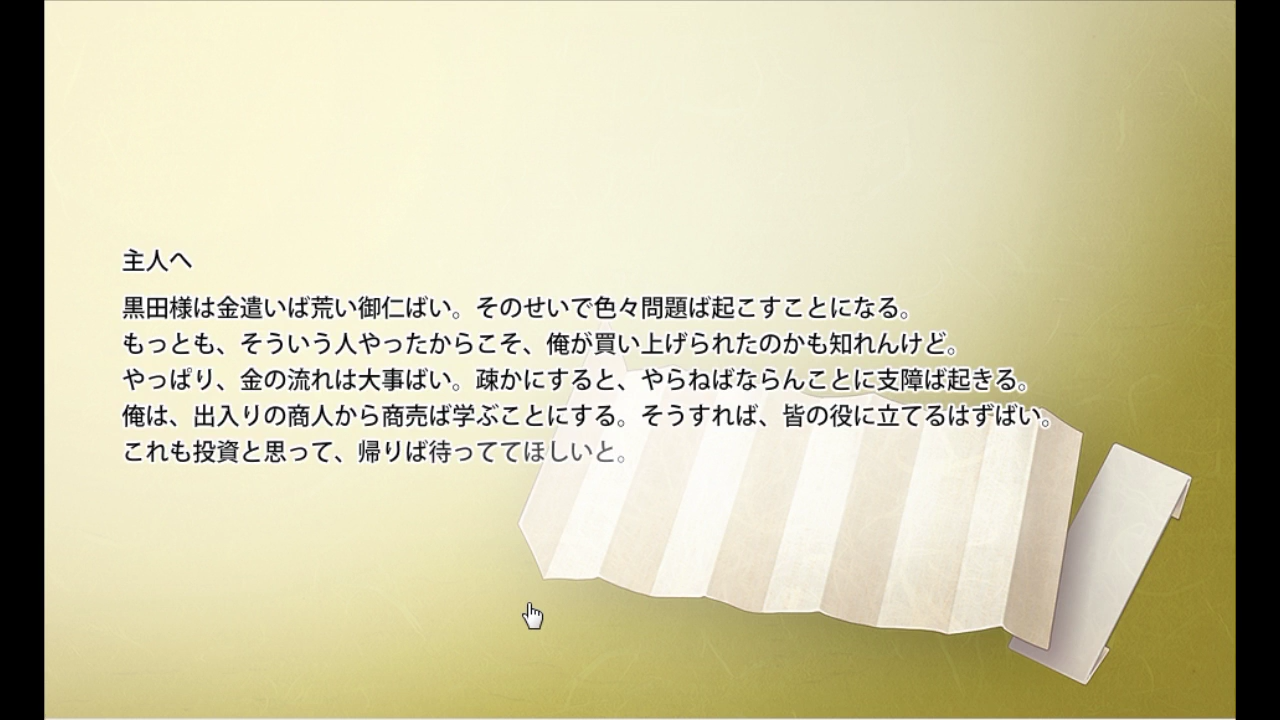 主人へ
黒田様は金遣いば荒い御仁ばい。そのせいで色々問題ば起こすことになる。
もっとも、そういう人やったからこそ、俺が買い上げられたのかも知れんけど。
やっぱり、金の流れは大事ばい。疎かにすると、やらねばならんことに支障ば起きる。
俺は、出入りの商人から商売ば学ぶことにする。そうすれば、皆の役に立てるはずばい。
これも投資と思って、帰りば待っててほしいと。